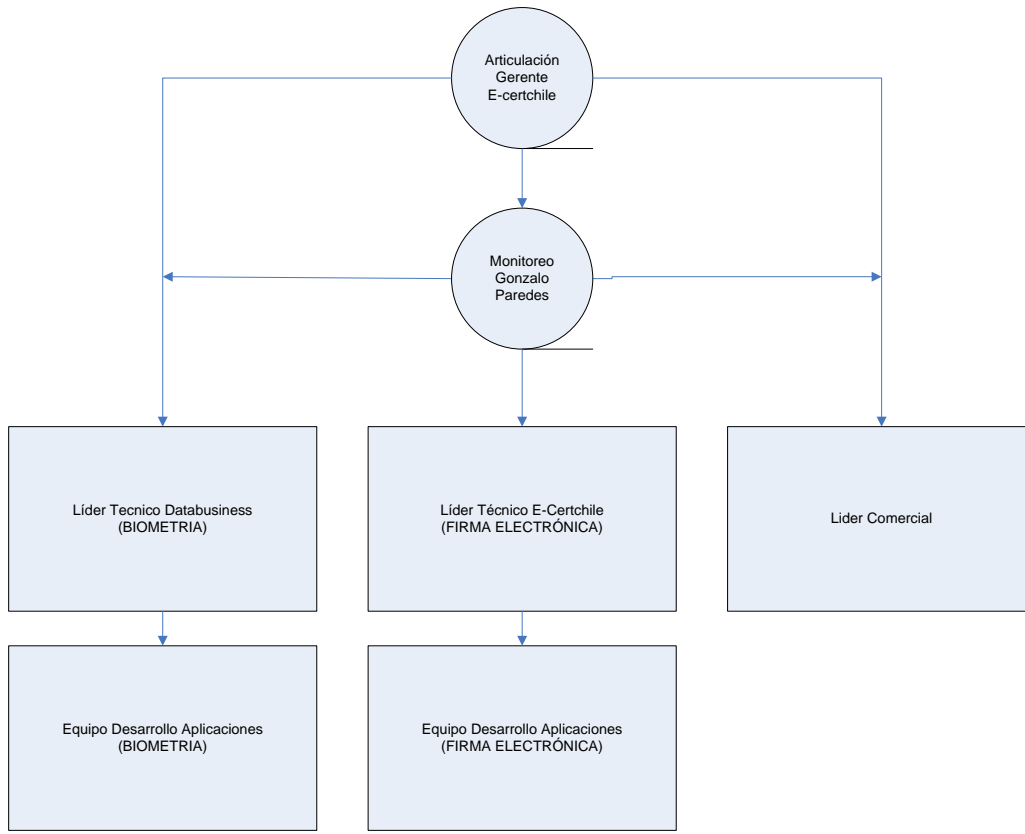 Articulación
Gerente
E-certchile
Monitoreo
Gonzalo
Paredes
Líder Tecnico Databusiness
(BIOMETRIA)
Líder Técnico E-Certchile
(FIRMA ELECTRÓNICA)
Lider Comercial
Equipo Desarrollo Aplicaciones
(BIOMETRIA)
Equipo Desarrollo Aplicaciones
(FIRMA ELECTRÓNICA)